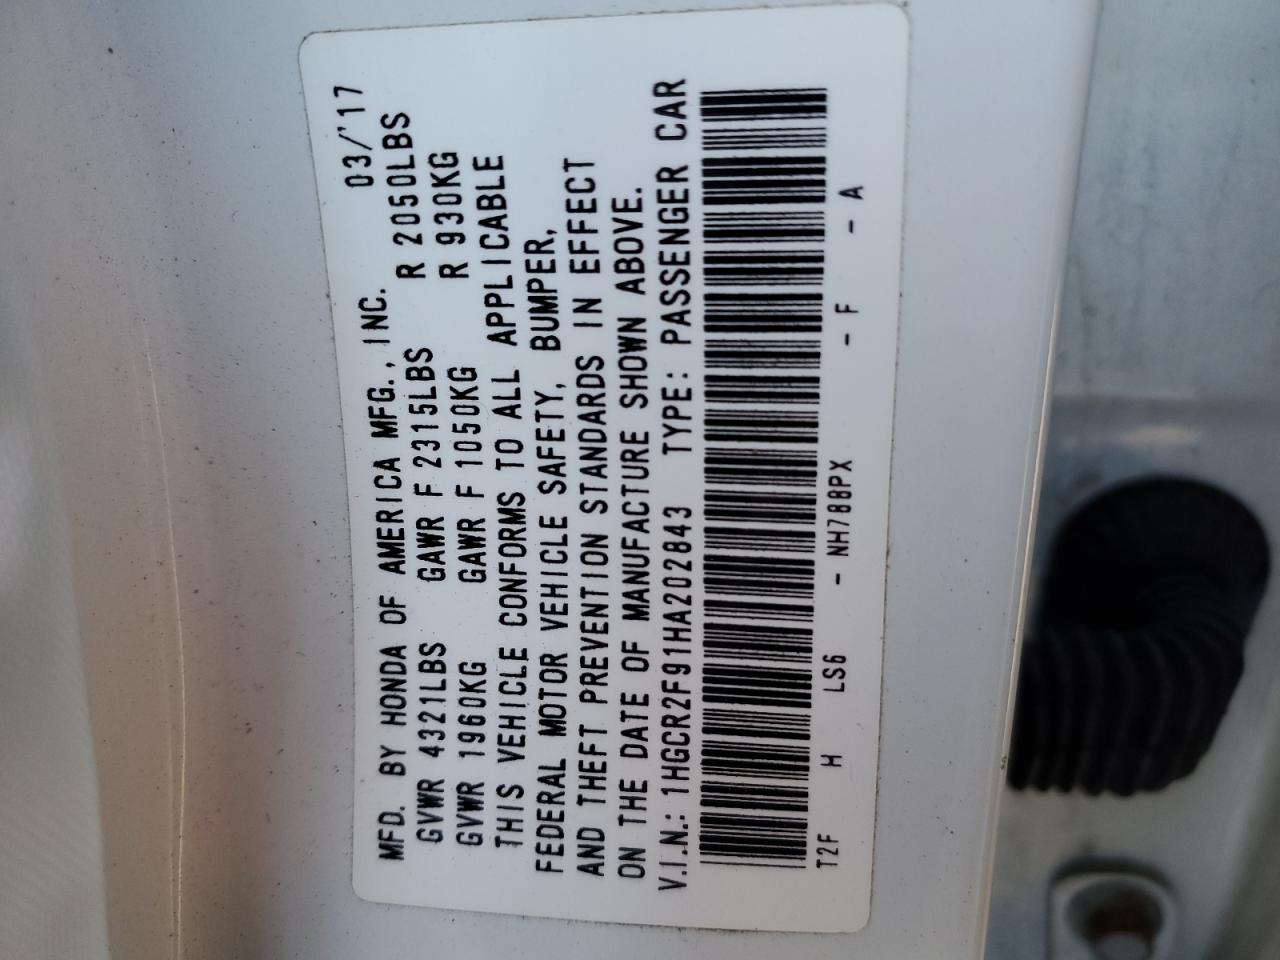 MFD. BY HONDA OF AMERICA MFG., INC. 03/'17
GVWR 4321LBS GAWR F 2315LBS R 2050LBS
GVWR 1960KG GAWR F 1050KG R 930KG
THIS VEHICLE CONFORMS TO ALL APPLICABLE
FEDERAL MOTOR VEHICLE SAFETY, BUMPER,
AND THEFT PREVENTION STANDARDS IN EFFECT
ON THE DATE OF MANUFACTURE SHOWN ABOVE.
V.I.N.: 1HGCR2F91HA202843 TYPE: PASSENGER CAR
T2F H LS6 - NH788PX - F - A